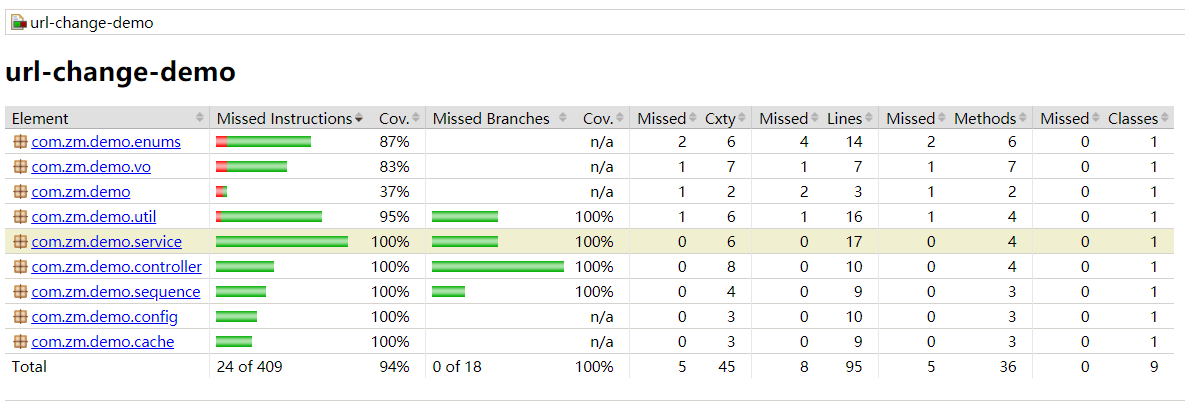 url-change-demo
url-change-demo
Element Missed Instructions Cov. Missed Branches Cov. Missed Cxty Missed Lines Missed Methods Missed Classes
com.zm.demo.enums 87% n/a 2 6 4 14 2 6 0 1
com.zm.demo.vo 83% n/a 1 7 1 7 1 7 0 1
com.zm.demo 37% n/a 1 2 2 3 1 2 0 1
com.zm.demo.util 95% 100% 1 6 1 16 1 4 0 1
com.zm.demo.service 100% 100% 0 6 0 17 0 4 0 1
com.zm.demo.controller 100% 100% 0 8 0 10 0 4 0 1
com.zm.demo.sequence 100% 100% 0 4 0 9 0 3 0 1
com.zm.demo.config 100% n/a 0 3 0 10 0 3 0 1
com.zm.demo.cache 100% n/a 0 3 0 9 0 3 0 1
Total 24 of 409 94% 0 of 18 100% 5 45 8 95 5 36 0 9